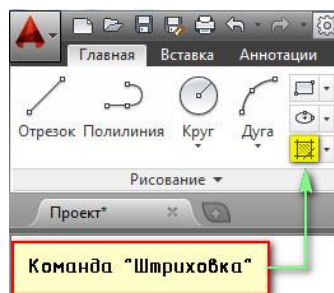 Главная Вставка Аннотации
Отрезок Полилиния Круг Дуга
Рисование
Проект*
Команда "Штриховка"